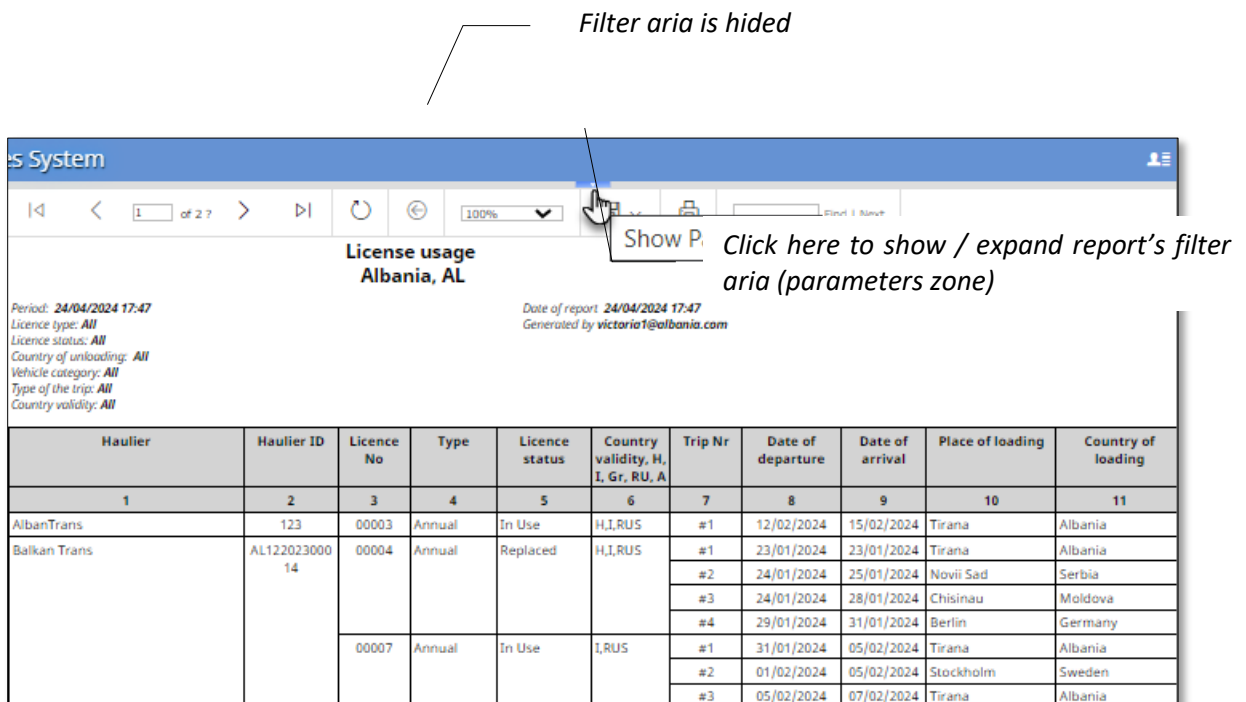 Filter aria is hided
es System
1 of 2 ? 100% Find | Next
Show Pa
Click here to show / expand report's filter
aria (parameters zone)
License usage
Albania, AL
Period: 24/04/2024 17:47
Licence type: All
Licence status: All
Country of unloading: All
Vehicle category: All
Type of the trip: All
Country validity: All
Date of report 24/04/2024 17:47
Generated by victoria1@albania.com
Haulier Haulier ID Licence No Type Licence status Country validity, H, I, Gr, RU, A Trip Nr Date of departure Date of arrival Place of loading Country of loading
1 2 3 4 5 6 7 8 9 10 11
AlbanTrans 123 00003 Annual In Use H,I,RUS #1 12/02/2024 15/02/2024 Tirana Albania
Balkan Trans AL12202300014 00004 Annual Replaced H,I,RUS #1 23/01/2024 23/01/2024 Tirana Albania
#2 24/01/2024 25/01/2024 Novii Sad Serbia
#3 24/01/2024 28/01/2024 Chisinau Moldova
#4 29/01/2024 31/01/2024 Berlin Germany
00007 Annual In Use I,RUS #1 31/01/2024 05/02/2024 Tirana Albania
#2 01/02/2024 05/02/2024 Stockholm Sweden
#3 05/02/2024 07/02/2024 Tirana Albania